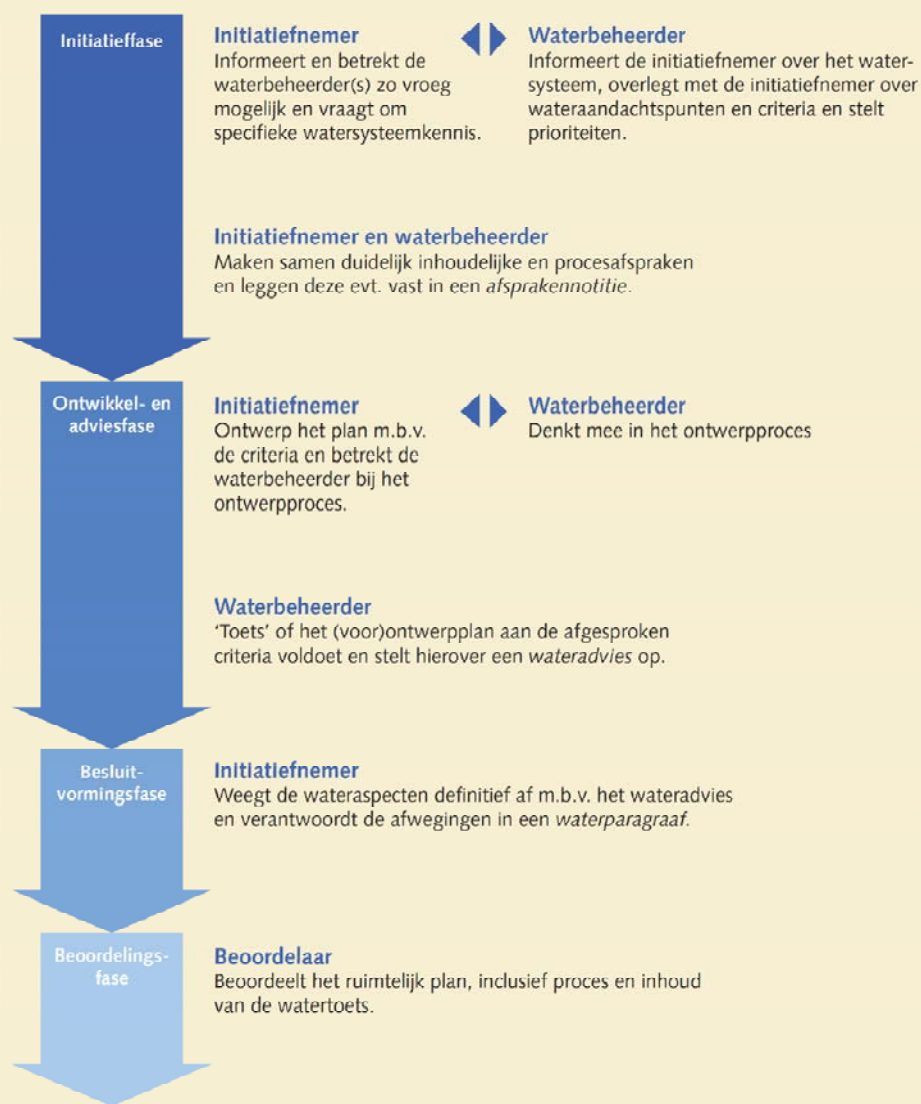 Initiatieffase
Initiatiefnemer
Informeert en betrekt de
waterbeheerder(s) zo vroeg
mogelijk en vraagt om
specifieke watersysteemkennis.
Waterbeheerder
Informeert de initiatiefnemer over het water-
systeem, overlegt met de initiatiefnemer over
wateraandachtspunten en criteria en stelt
prioriteiten.
Initiatiefnemer en waterbeheerder
Maken samen duidelijk inhoudelijke en procesafspraken
en leggen deze evt. vast in een afsprakennotitie.
Ontwikkel- en
adviesfase
Initiatiefnemer
Ontwerp het plan m.b.v.
de criteria en betrekt de
waterbeheerder bij het
ontwerpproces.
Waterbeheerder
Denkt mee in het ontwerpproces
Waterbeheerder
‘Toets’ of het (voor)ontwerpplan aan de afgesproken
criteria voldoet en stelt hierover een wateradvies op.
Besluit-
vormingsfase
Initiatiefnemer
Weegt de wateraspecten definitief af m.b.v. het wateradvies
en verantwoordt de afwegingen in een waterparagraaf.
Beoordelings-
fase
Beoordelaar
Beoordeelt het ruimtelijk plan, inclusief proces en inhoud
van de watertoets.